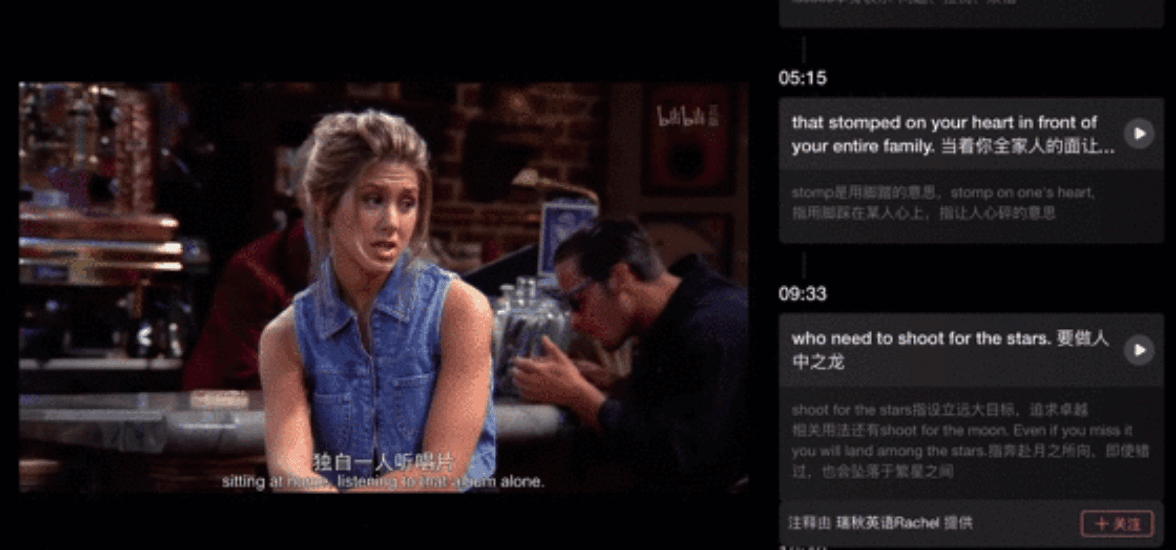 bilibili
独自一人听唱片
sitting at home, listening to that album alone.
05:15
that stomped on your heart in front of
your entire family. 当着你全家人的面让...
stomp是用脚踏的意思，stomp on one's heart,
指用脚踩在某人心上，指让人心碎的意思
09:33
who need to shoot for the stars. 要做人
中之龙
shoot for the stars指设立远大目标，追求卓越
相关用法还有shoot for the moon. Even if you miss it
you will land among the stars.指奔赴月之所向、即使错
过，也会坠落于繁星之间
注释由 瑞秋英语Rachel 提供
＋关注